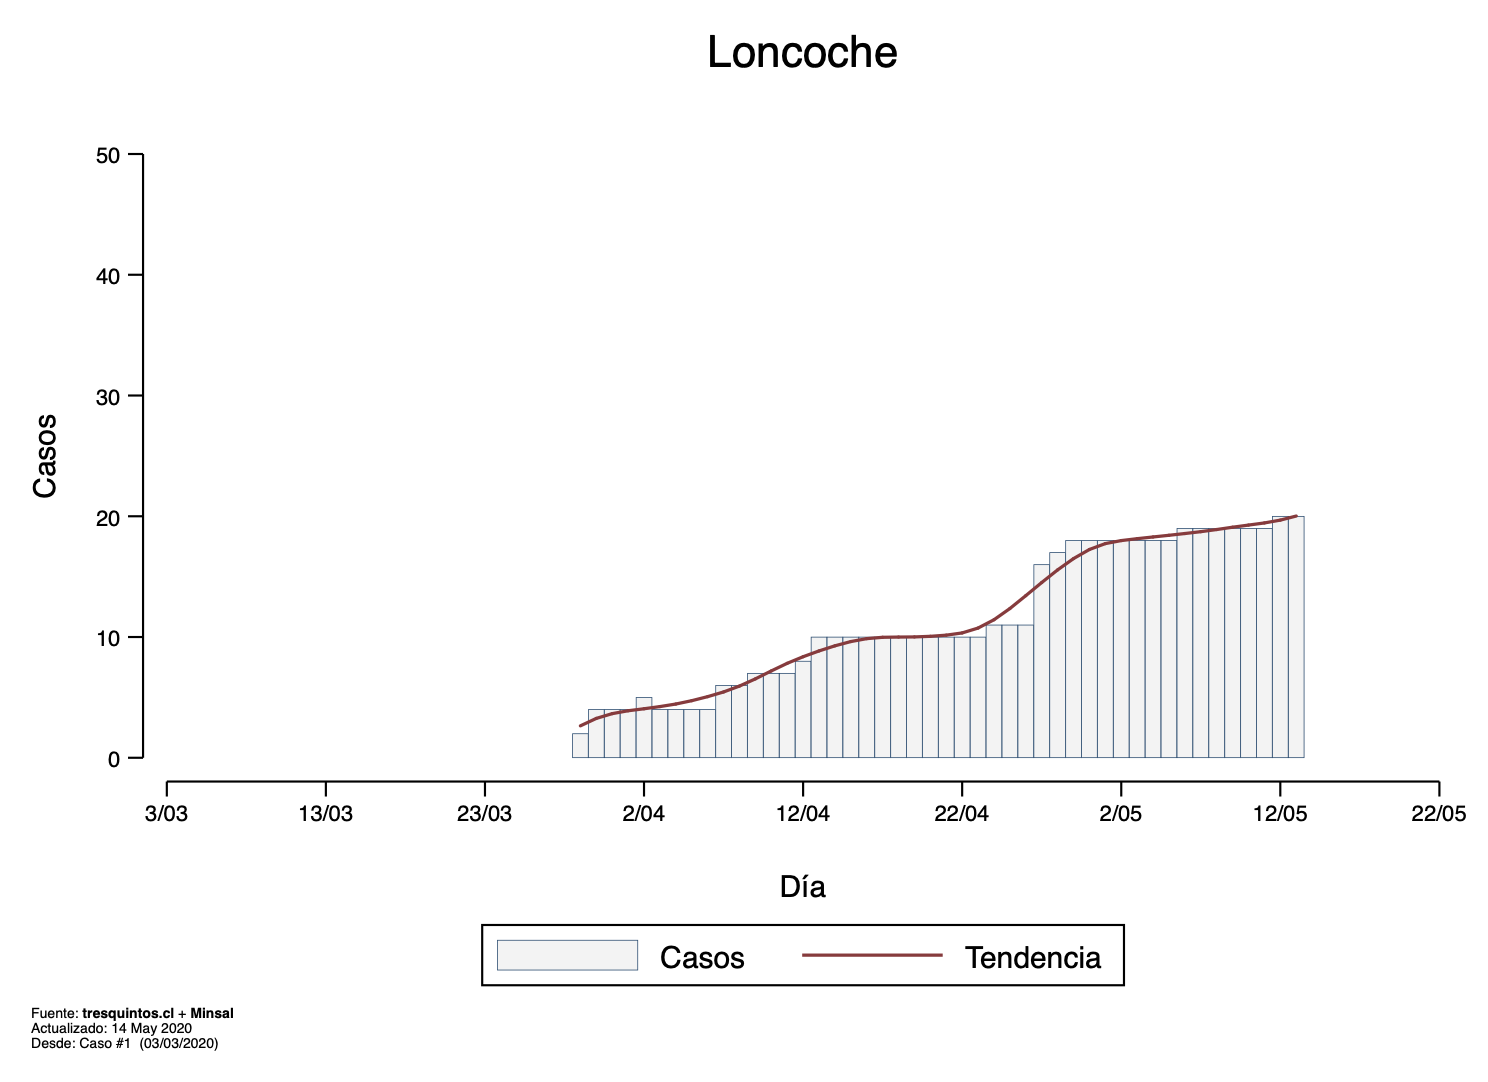 Loncoche
50
40
30
20
10
0
Casos
3/03 13/03 23/03 2/04 12/04 22/04 2/05 12/05 22/05
Día
Casos Tendencia
Fuente: tresquintos.cl + Minsal
Actualizado: 14 May 2020
Desde: Caso #1 (03/03/2020)